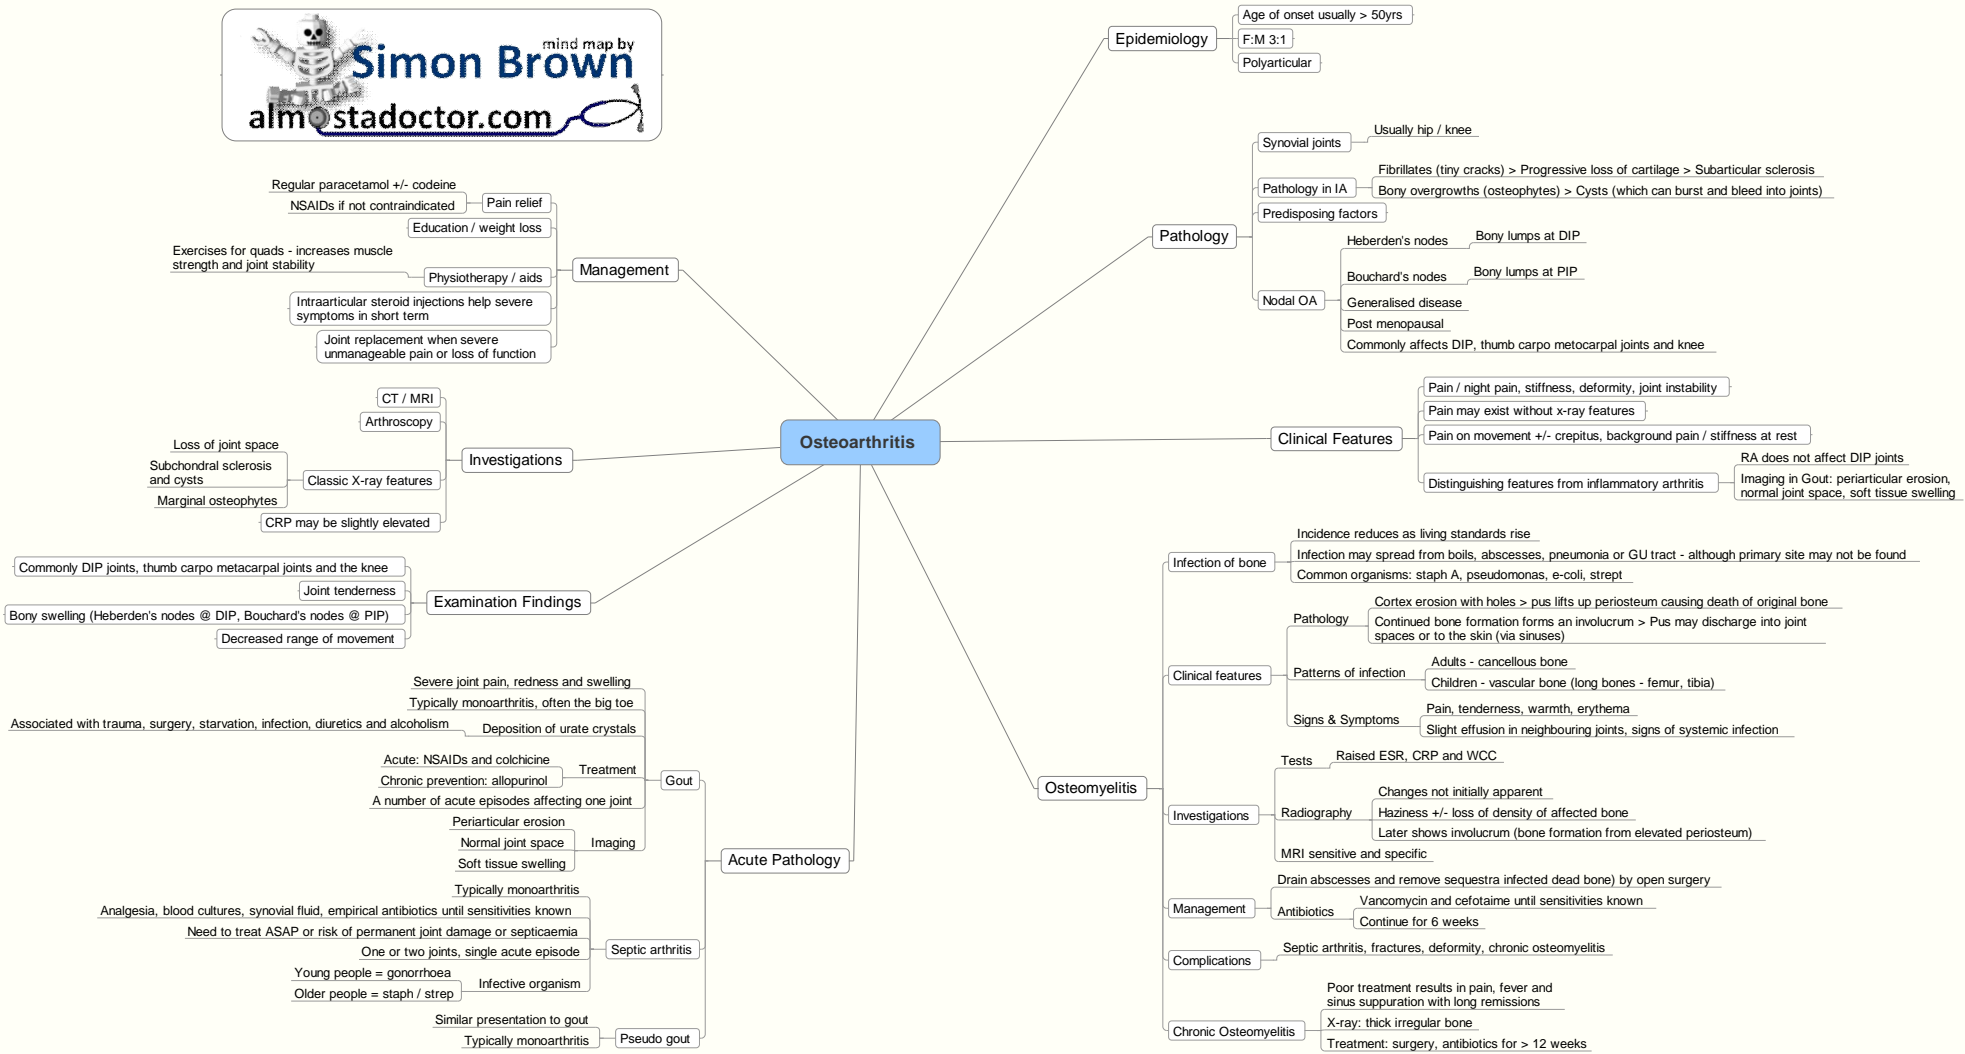 mind map by
Simon Brown
almostadoctor.com
Osteoarthritis
Epidemiology
Age of onset usually > 50yrs
F:M 3:1
Polyarticular
Pathology
Synovial joints
Usually hip / knee
Pathology in IA
Fibrillates (tiny cracks) > Progressive loss of cartilage > Subarticular sclerosis
Bony overgrowths (osteophytes) > Cysts (which can burst and bleed into joints)
Predisposing factors
Nodal OA
Heberden's nodes
Bony lumps at DIP
Bouchard's nodes
Bony lumps at PIP
Generalised disease
Post menopausal
Commonly affects DIP, thumb carpo metocarpal joints and knee
Clinical Features
Pain / night pain, stiffness, deformity, joint instability
Pain may exist without x-ray features
Pain on movement +/- crepitus, background pain / stiffness at rest
Distinguishing features from inflammatory arthritis
RA does not affect DIP joints
Imaging in Gout: periarticular erosion,
normal joint space, soft tissue swelling
Osteomyelitis
Infection of bone
Incidence reduces as living standards rise
Infection may spread from boils, abscesses, pneumonia or GU tract - although primary site may not be found
Common organisms: staph A, pseudomonas, e-coli, strept
Clinical features
Pathology
Cortex erosion with holes > pus lifts up periosteum causing death of original bone
Continued bone formation forms an involucrum > Pus may discharge into joint
spaces or to the skin (via sinuses)
Patterns of infection
Adults - cancellous bone
Children - vascular bone (long bones - femur, tibia)
Signs & Symptoms
Pain, tenderness, warmth, erythema
Slight effusion in neighbouring joints, signs of systemic infection
Investigations
Tests
Raised ESR, CRP and WCC
Radiography
Changes not initially apparent
Haziness +/- loss of density of affected bone
Later shows involucrum (bone formation from elevated periosteum)
MRI sensitive and specific
Management
Drain abscesses and remove sequestra infected dead bone) by open surgery
Antibiotics
Vancomycin and cefotaime until sensitivities known
Continue for 6 weeks
Complications
Septic arthritis, fractures, deformity, chronic osteomyelitis
Chronic Osteomyelitis
Poor treatment results in pain, fever and
sinus suppuration with long remissions
X-ray: thick irregular bone
Treatment: surgery, antibiotics for > 12 weeks
Management
Pain relief
Regular paracetamol +/- codeine
NSAIDs if not contraindicated
Education / weight loss
Physiotherapy / aids
Exercises for quads - increases muscle
strength and joint stability
Intraarticular steroid injections help severe
symptoms in short term
Joint replacement when severe
unmanageable pain or loss of function
Investigations
CT / MRI
Arthroscopy
Classic X-ray features
Loss of joint space
Subchondral sclerosis
and cysts
Marginal osteophytes
CRP may be slightly elevated
Examination Findings
Commonly DIP joints, thumb carpo metacarpal joints and the knee
Joint tenderness
Bony swelling (Heberden's nodes @ DIP, Bouchard's nodes @ PIP)
Decreased range of movement
Acute Pathology
Gout
Severe joint pain, redness and swelling
Typically monoarthritis, often the big toe
Deposition of urate crystals
Associated with trauma, surgery, starvation, infection, diuretics and alcoholism
Treatment
Acute: NSAIDs and colchicine
Chronic prevention: allopurinol
A number of acute episodes affecting one joint
Imaging
Periarticular erosion
Normal joint space
Soft tissue swelling
Septic arthritis
Typically monoarthritis
Analgesia, blood cultures, synovial fluid, empirical antibiotics until sensitivities known
Need to treat ASAP or risk of permanent joint damage or septicaemia
One or two joints, single acute episode
Infective organism
Young people = gonorrhoea
Older people = staph / strep
Pseudo gout
Similar presentation to gout
Typically monoarthritis